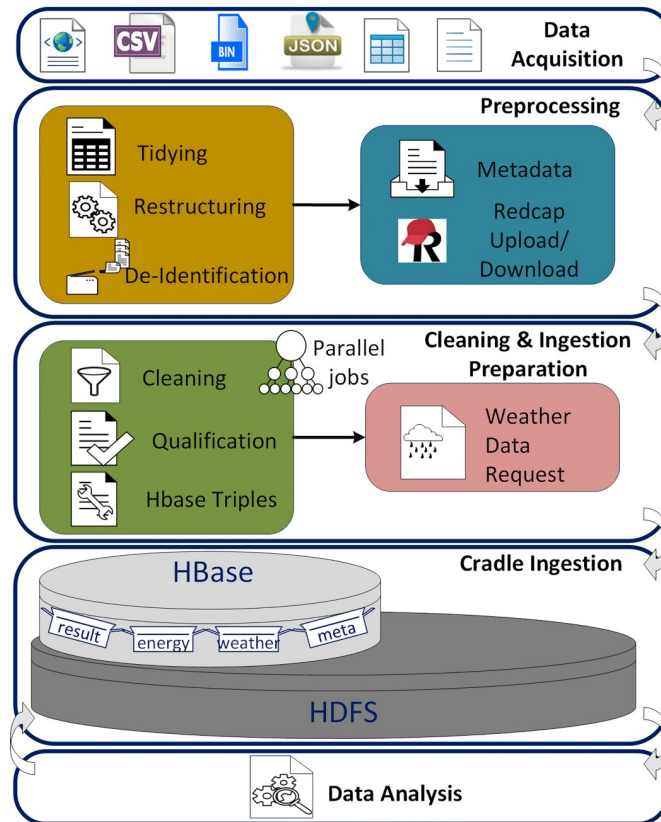 CSV
BIN
JSON
Data
Acquisition
Preprocessing
Tidying
Restructuring
De-Identification
Metadata
Redcap
Upload/
Download
R
Cleaning & Ingestion
Preparation
Parallel
jobs
Cleaning
Qualification
Hbase Triples
Weather
Data
Request
Cradle Ingestion
HBase
result
energy
weather
meta
HDFS
Data Analysis